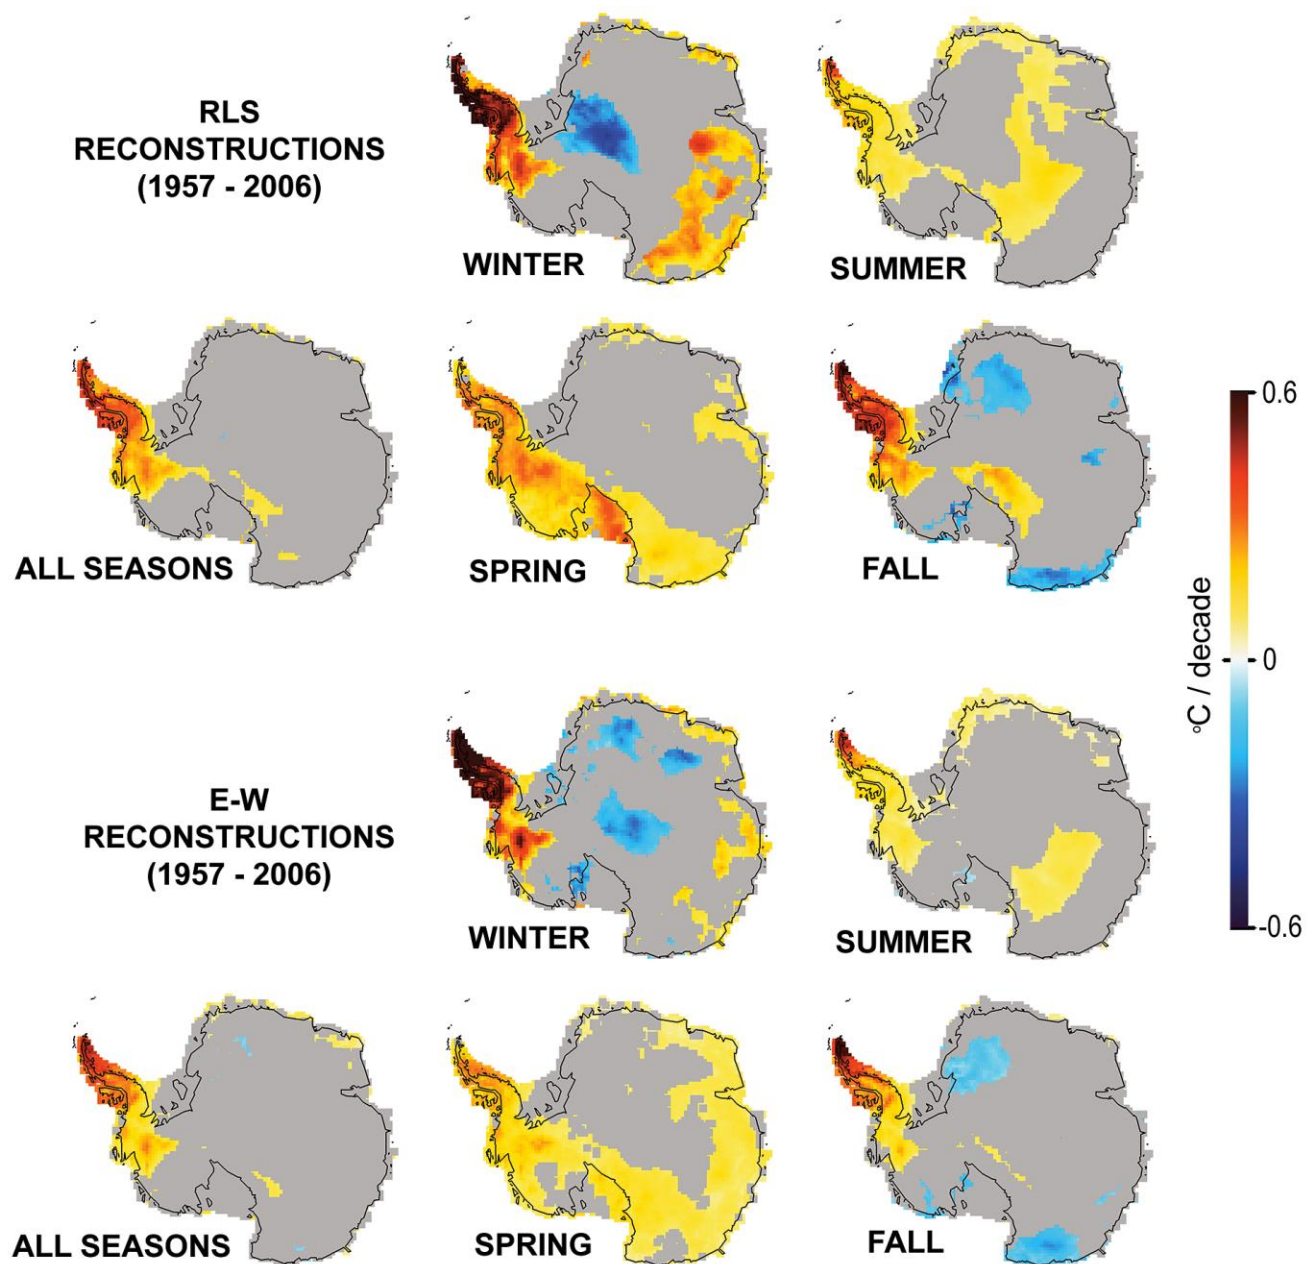 RLS
RECONSTRUCTIONS
(1957 - 2006)
WINTER
SUMMER
ALL SEASONS
SPRING
FALL
0.6
0
-0.6
°C / decade
E-W
RECONSTRUCTIONS
(1957 - 2006)
WINTER
SUMMER
ALL SEASONS
SPRING
FALL